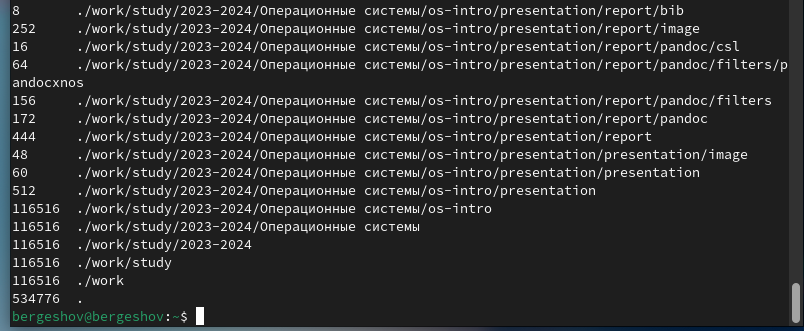 8       ./work/study/2023-2024/Операционные системы/os-intro/presentation/report/bib
252     ./work/study/2023-2024/Операционные системы/os-intro/presentation/report/image
16      ./work/study/2023-2024/Операционные системы/os-intro/presentation/report/pandoc/csl
64      ./work/study/2023-2024/Операционные системы/os-intro/presentation/report/pandoc/filters/p
andocxnos
156     ./work/study/2023-2024/Операционные системы/os-intro/presentation/report/pandoc/filters
172     ./work/study/2023-2024/Операционные системы/os-intro/presentation/report/pandoc
444     ./work/study/2023-2024/Операционные системы/os-intro/presentation/report
48      ./work/study/2023-2024/Операционные системы/os-intro/presentation/presentation/image
60      ./work/study/2023-2024/Операционные системы/os-intro/presentation/presentation
512     ./work/study/2023-2024/Операционные системы/os-intro/presentation
116516  ./work/study/2023-2024/Операционные системы/os-intro
116516  ./work/study/2023-2024/Операционные системы
116516  ./work/study/2023-2024
116516  ./work/study
116516  ./work
534776  .
bergeshov@bergeshov:~$